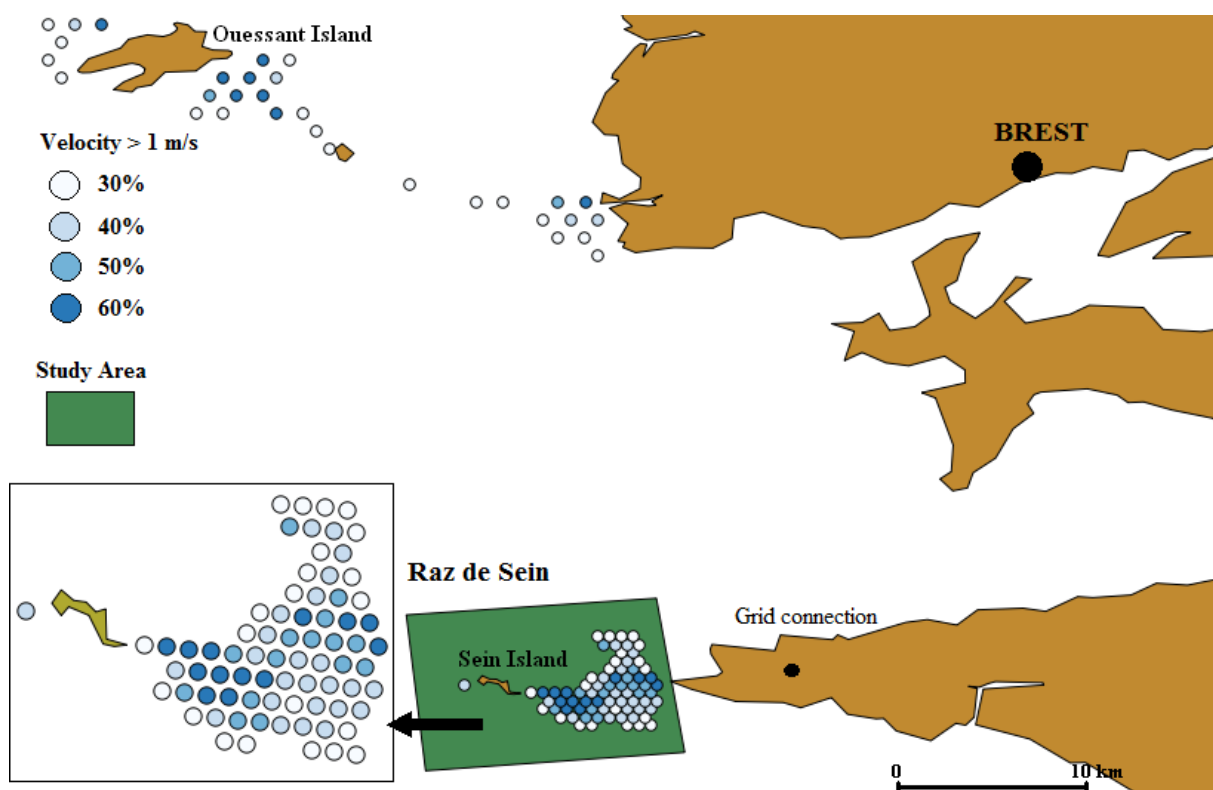 Ouessant Island
Velocity > 1 m/s
30%
40%
50%
60%
BREST
Study Area
Raz de Sein
Grid connection
Sein Island
0
10 km